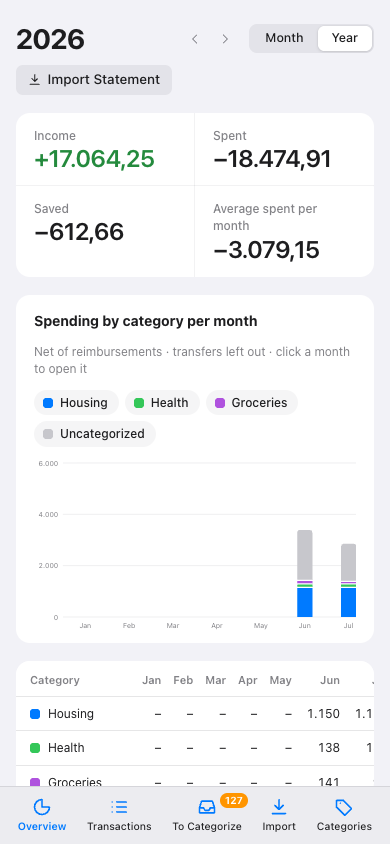 2026
Month Year
Import Statement
Income Spent
+17.064,25 −18.474,91
Saved Average spent per month
−612,66 −3.079,15
Spending by category per month
Net of reimbursements · transfers left out · click a month
to open it
Housing Health Groceries
Uncategorized
6.000
4.000
2.000
0
Jan Feb Mar Apr May Jun Jul
Category Jan Feb Mar Apr May Jun
Housing – – – – – 1.150 1.1
Health – – – – – 138 1
Groceries – – – – – 141
127
Overview Transactions To Categorize Import Categories